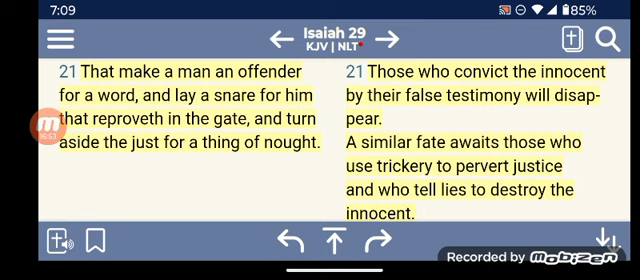 7:09
85%
Isaiah 29
KJV | NLT
21 That make a man an offender
for a word, and lay a snare for him
that reproveth in the gate, and turn
aside the just for a thing of nought.
21 Those who convict the innocent
by their false testimony will disap-
pear.
A similar fate awaits those who
use trickery to pervert justice
and who tell lies to destroy the
innocent.
16:53
Recorded by Mobizen